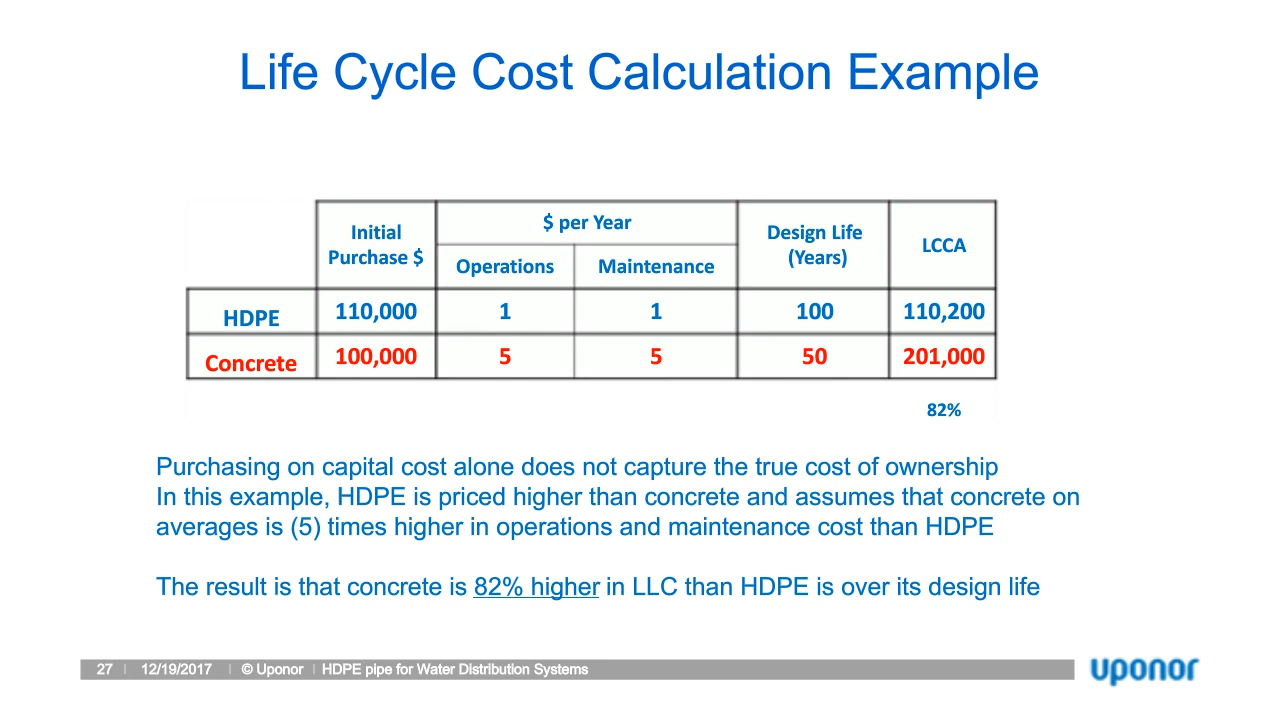 Life Cycle Cost Calculation Example
Initial Purchase $ | $ per Year | Design Life (Years) | LCCA
Operations | Maintenance
HDPE | 110,000 | 1 | 1 | 100 | 110,200
Concrete | 100,000 | 5 | 5 | 50 | 201,000
82%
Purchasing on capital cost alone does not capture the true cost of ownership
In this example, HDPE is priced higher than concrete and assumes that concrete on
averages is (5) times higher in operations and maintenance cost than HDPE
The result is that concrete is 82% higher in LLC than HDPE is over its design life
27 | 12/19/2017 | © Uponor | HDPE pipe for Water Distribution Systems
uponor